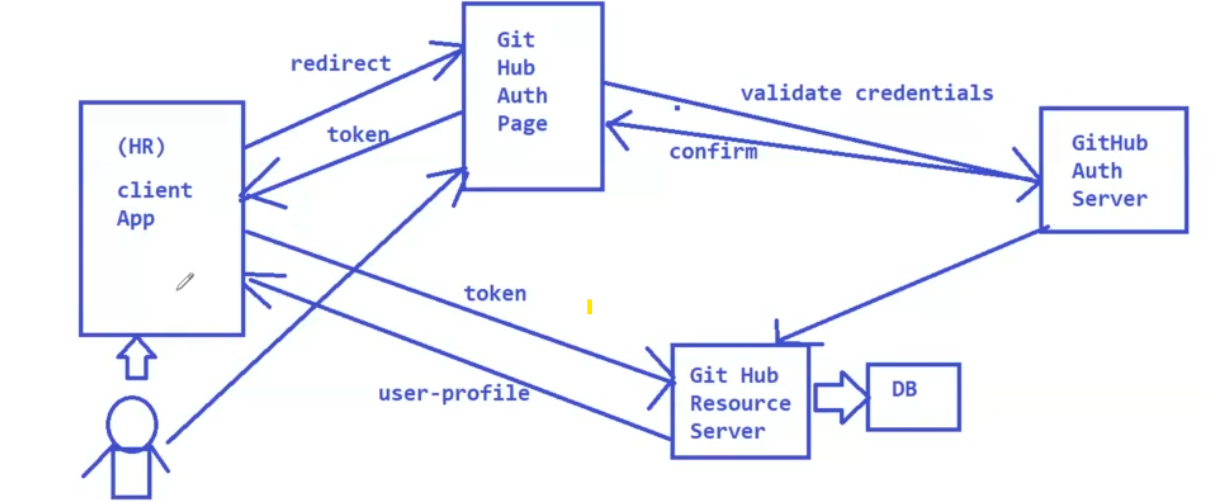 redirect
token
(HR)
client
App
Git
Hub
Auth
Page
validate credentials
confirm
GitHub
Auth
Server
token
user-profile
Git Hub
Resource
Server
DB